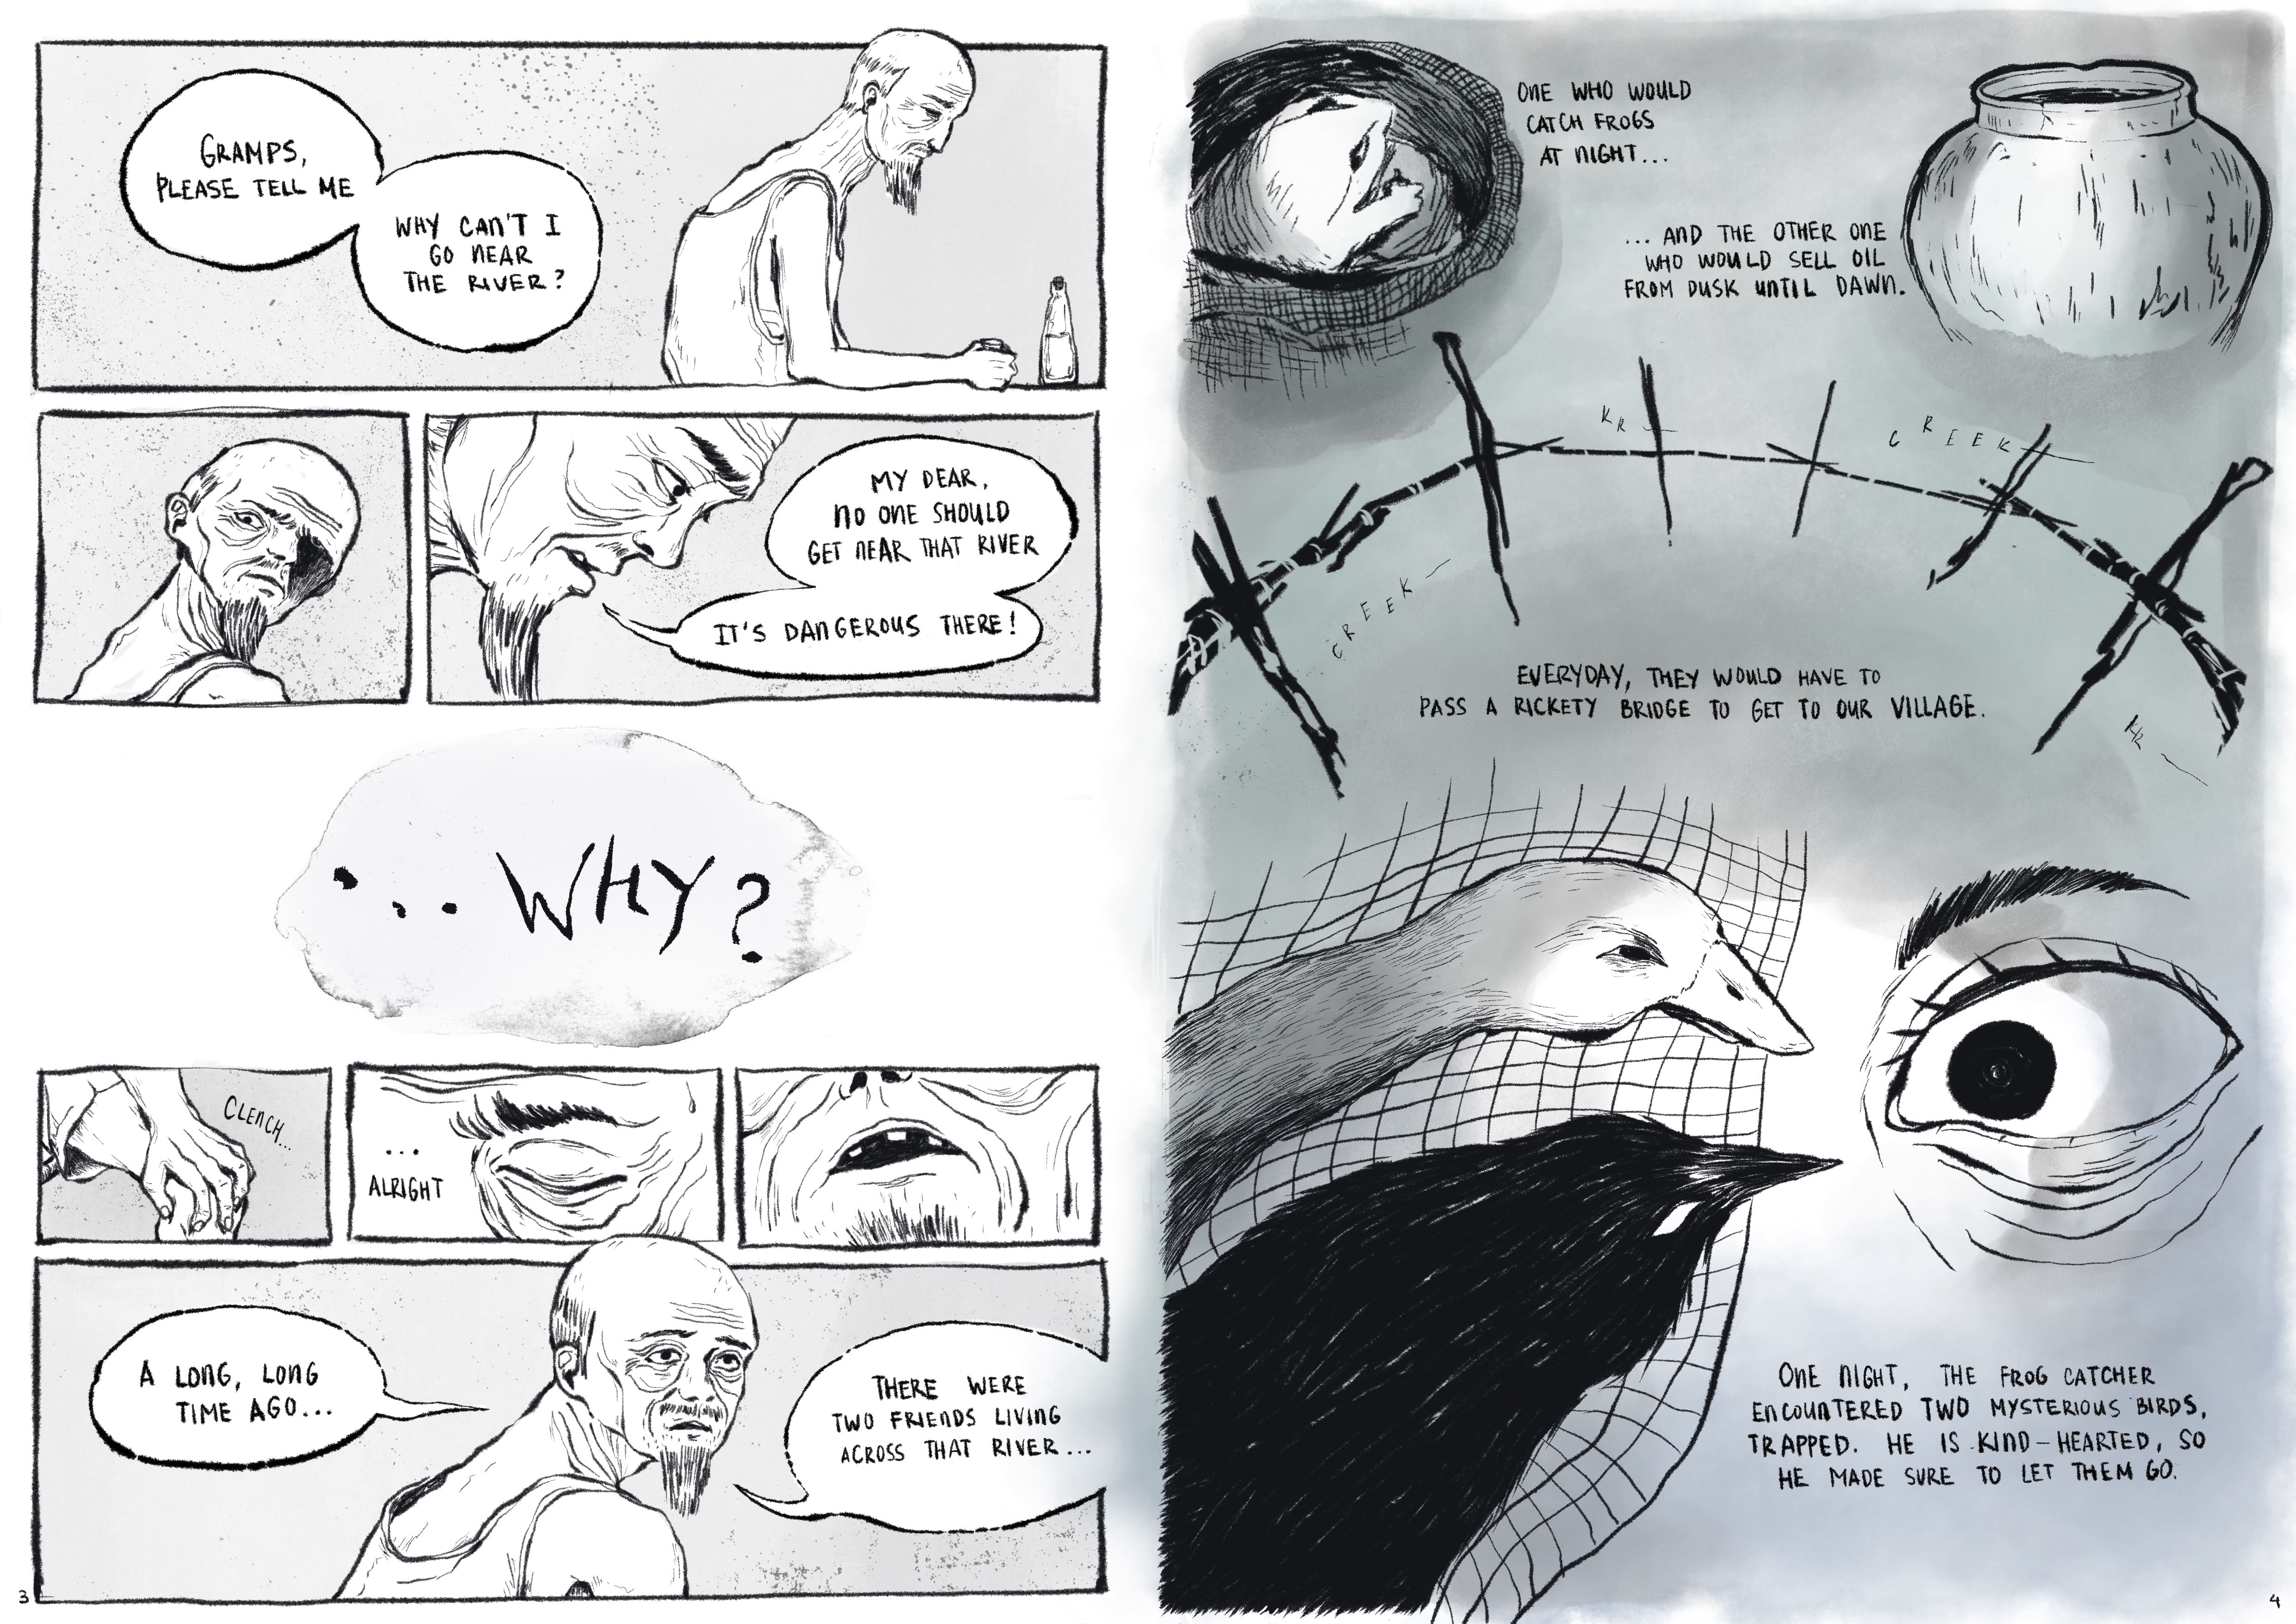 GRAMPS,
PLEASE TELL ME
WHY CAN'T I
GO NEAR
THE RIVER?
MY DEAR,
NO ONE SHOULD
GET NEAR THAT RIVER
IT'S DANGEROUS THERE!
... WHY?
CLENCH...
...
ALRIGHT
A LONG, LONG
TIME AGO...
THERE WERE
TWO FRIENDS LIVING
ACROSS THAT RIVER...
3
ONE WHO WOULD
CATCH FROGS
AT NIGHT...
... AND THE OTHER ONE
WHO WOULD SELL OIL
FROM DUSK UNTIL DAWN.
KR
CREEK
CREEK
EVERYDAY, THEY WOULD HAVE TO
PASS A RICKETY BRIDGE TO GET TO OUR VILLAGE.
KR
ONE NIGHT, THE FROG CATCHER
ENCOUNTERED TWO MYSTERIOUS BIRDS,
TRAPPED. HE IS KIND-HEARTED, SO
HE MADE SURE TO LET THEM GO.
4